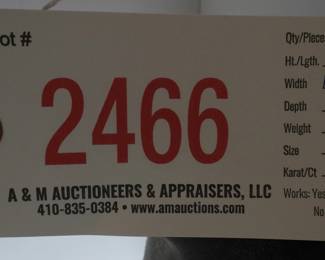 ot #
2466
A & M AUCTIONEERS & APPRAISERS, LLC
410-835-0384 • www.amauctions.com
Qty/Piece
Ht./Lgth.
Width
Depth
Weight
Size
Karat/Ct
Works: Yes
No